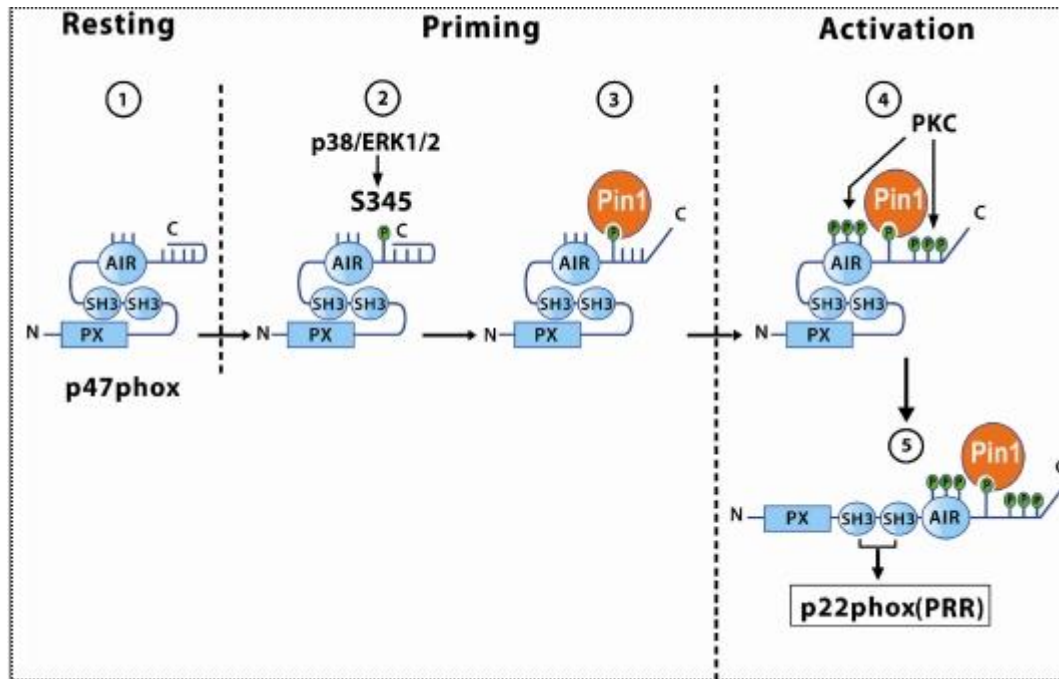 Resting
Priming
Activation
1
2
3
4
p38/ERK1/2
S345
PKC
Pin1
Pin1
C
P
C
P
C
P P P
P
P P P
C
AIR
AIR
AIR
AIR
SH3 SH3
SH3 SH3
SH3 SH3
SH3 SH3
N PX
N PX
N PX
N PX
p47phox
5
Pin1
P P P
P
P P P
N PX SH3 SH3 AIR
p22phox(PRR)